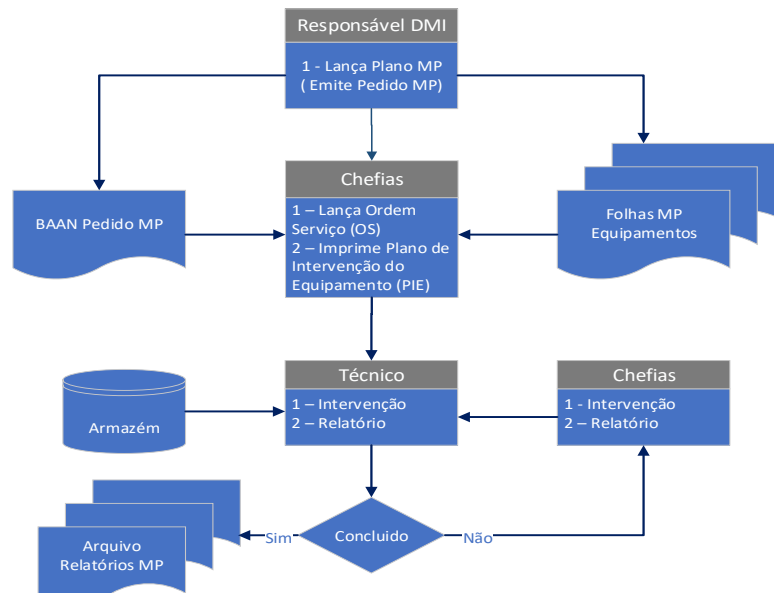 Responsável DMI
1 - Lança Plano MP
( Emite Pedido MP)
Chefias
1 – Lança Ordem
Serviço (OS)
2 – Imprime Plano de
Intervenção do
Equipamento (PIE)
BAAN Pedido MP
Folhas MP
Equipamentos
Técnico
1 – Intervenção
2 – Relatório
Chefias
1 - Intervenção
2 – Relatório
Armazém
Concluido
Sim
Não
Arquivo
Relatórios MP